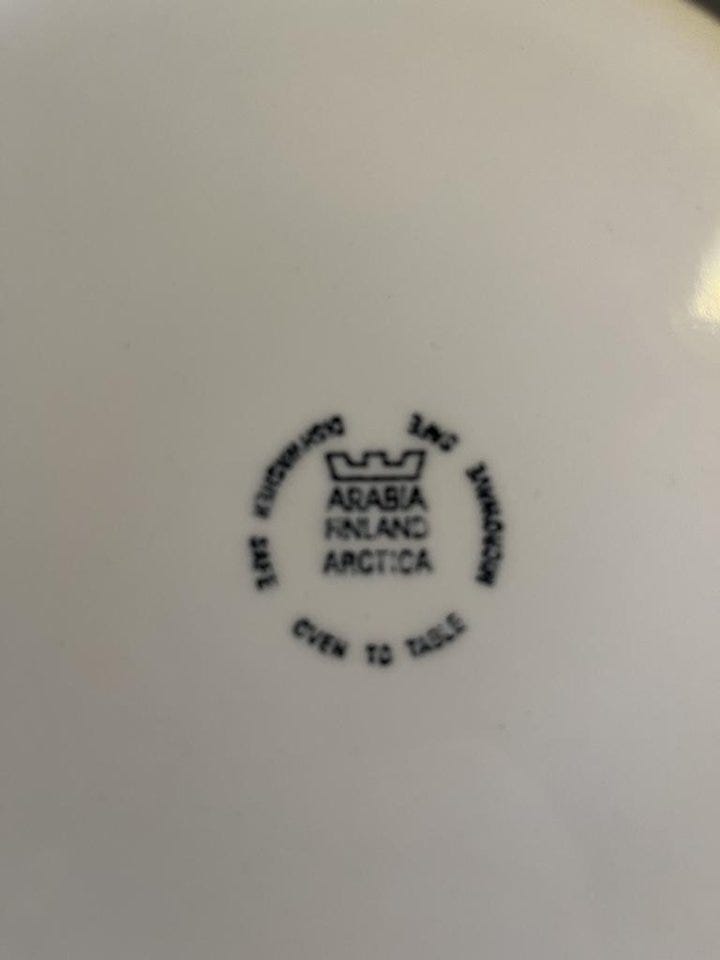 ARABIA
FINLAND
ARCTICA
DISHWASHER SAFE
OVEN TO TABLE
MICROWAVE SAFE